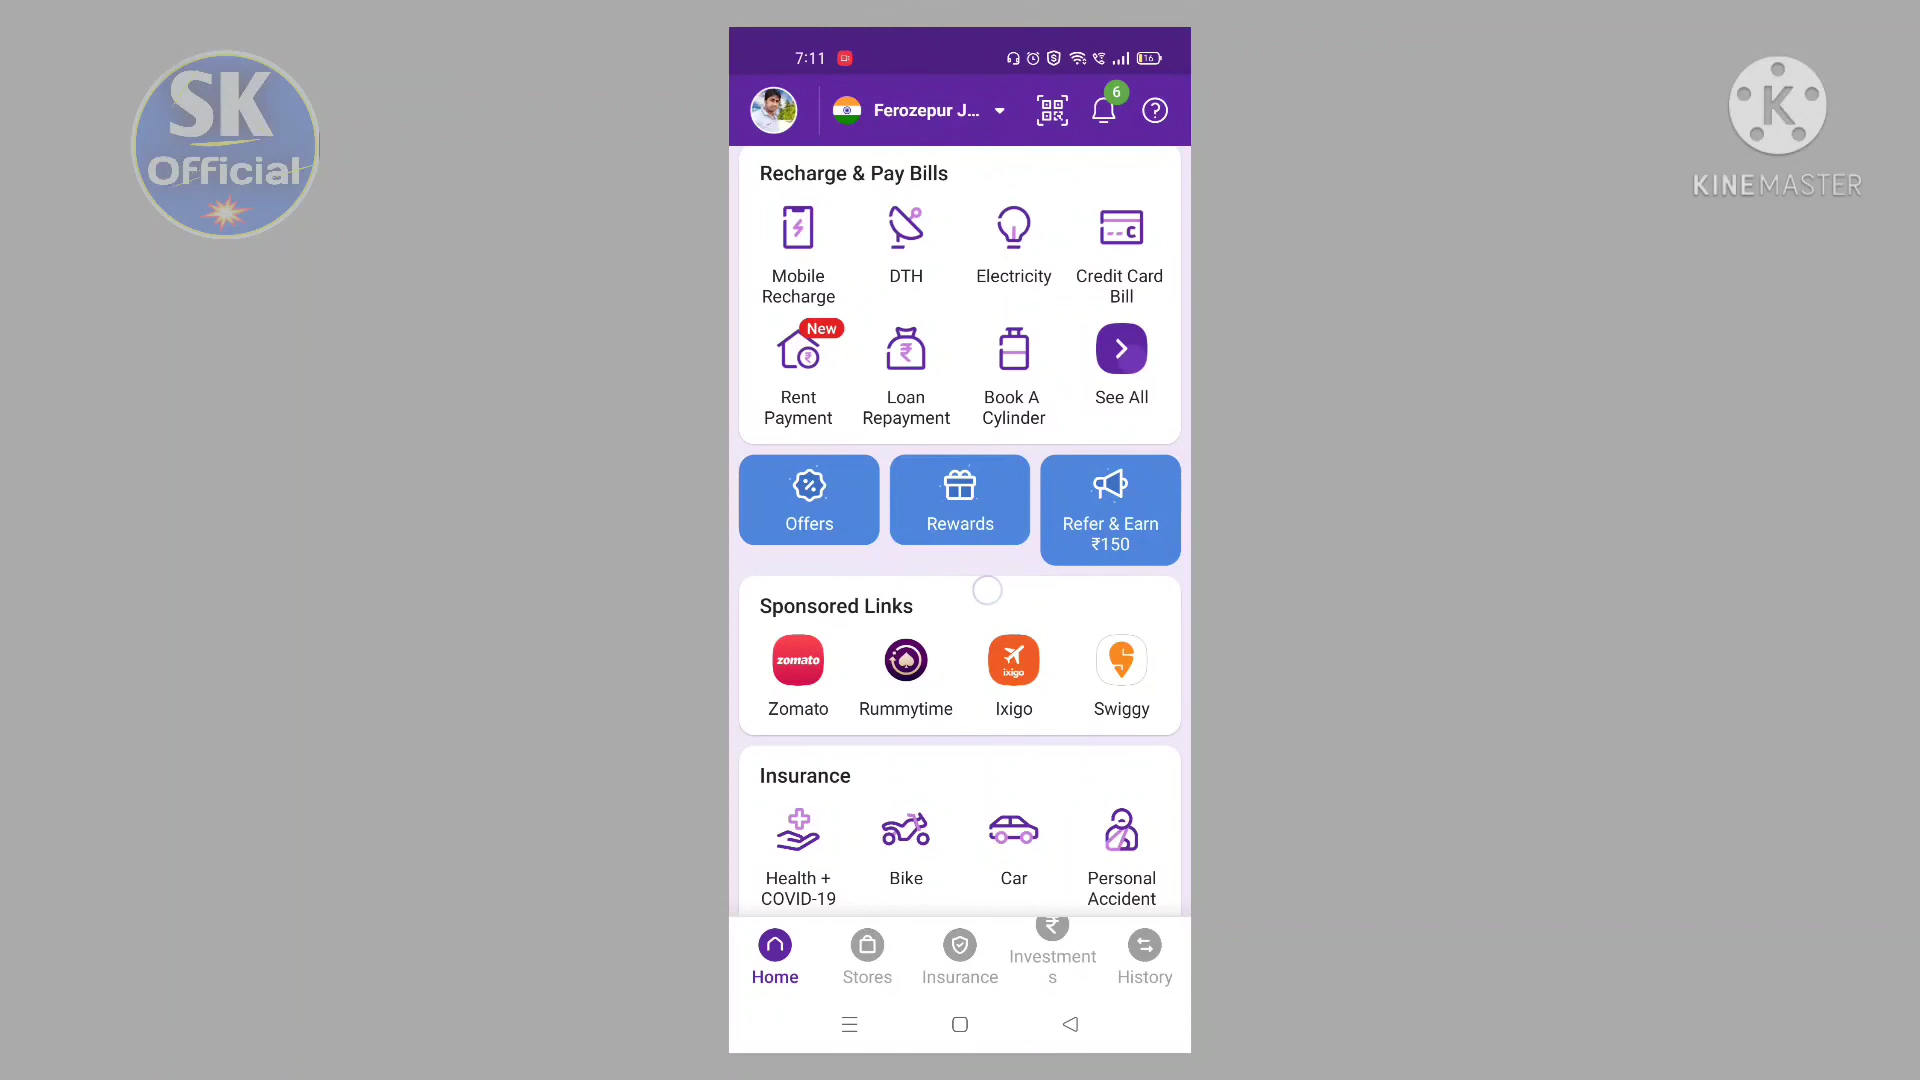 SK
Official
KINEMASTER
K
7:11
16
Ferozepur J...
6
Recharge & Pay Bills
Mobile
Recharge
DTH
Electricity
C
Credit Card
Bill
New
Rent
Payment
Loan
Repayment
Book A
Cylinder
See All
Offers
Rewards
Refer & Earn
₹150
Sponsored Links
zomato
ixigo
Zomato
Rummytime
Ixigo
Swiggy
Insurance
Health +
COVID-19
Bike
Car
Personal
Accident
Home
Stores
Insurance
Investment
s
History